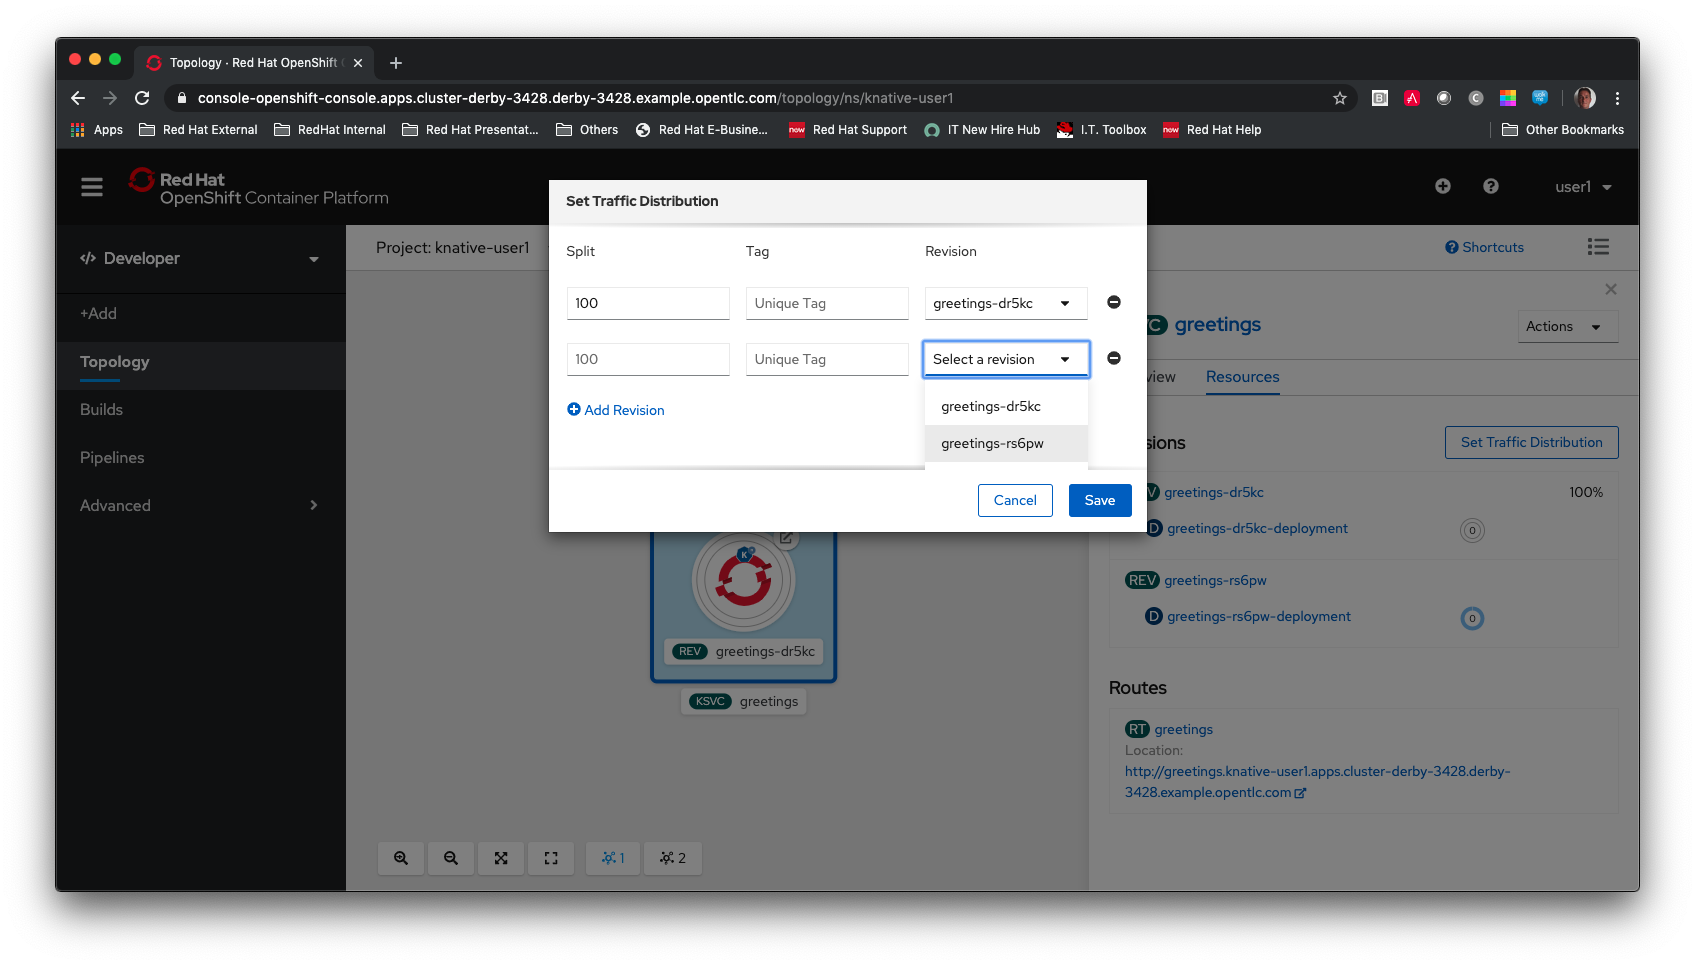 Topology · Red Hat OpenShift
console-openshift-console.apps.cluster-derby-3428.derby-3428.example.opentlc.com/topology/ns/knative-user1
Apps Red Hat External RedHat Internal Red Hat Presentat... Others Red Hat E-Busine... now Red Hat Support IT New Hire Hub I.T. Toolbox now Red Hat Help Other Bookmarks
Red Hat
OpenShift Container Platform
user1
Developer
+Add
Topology
Builds
Pipelines
Advanced
Project: knative-user1
Shortcuts
Set Traffic Distribution
Split Tag Revision
100 Unique Tag greetings-dr5kc
100 Unique Tag Select a revision
greetings-dr5kc
greetings-rs6pw
Add Revision
Cancel Save
REV greetings-dr5kc
KSVC greetings
1
2
C greetings
Actions
view Resources
sions
Set Traffic Distribution
V greetings-dr5kc 100%
D greetings-dr5kc-deployment 0
REV greetings-rs6pw
D greetings-rs6pw-deployment 0
Routes
RT greetings
Location:
http://greetings.knative-user1.apps.cluster-derby-3428.derby-
3428.example.opentlc.com